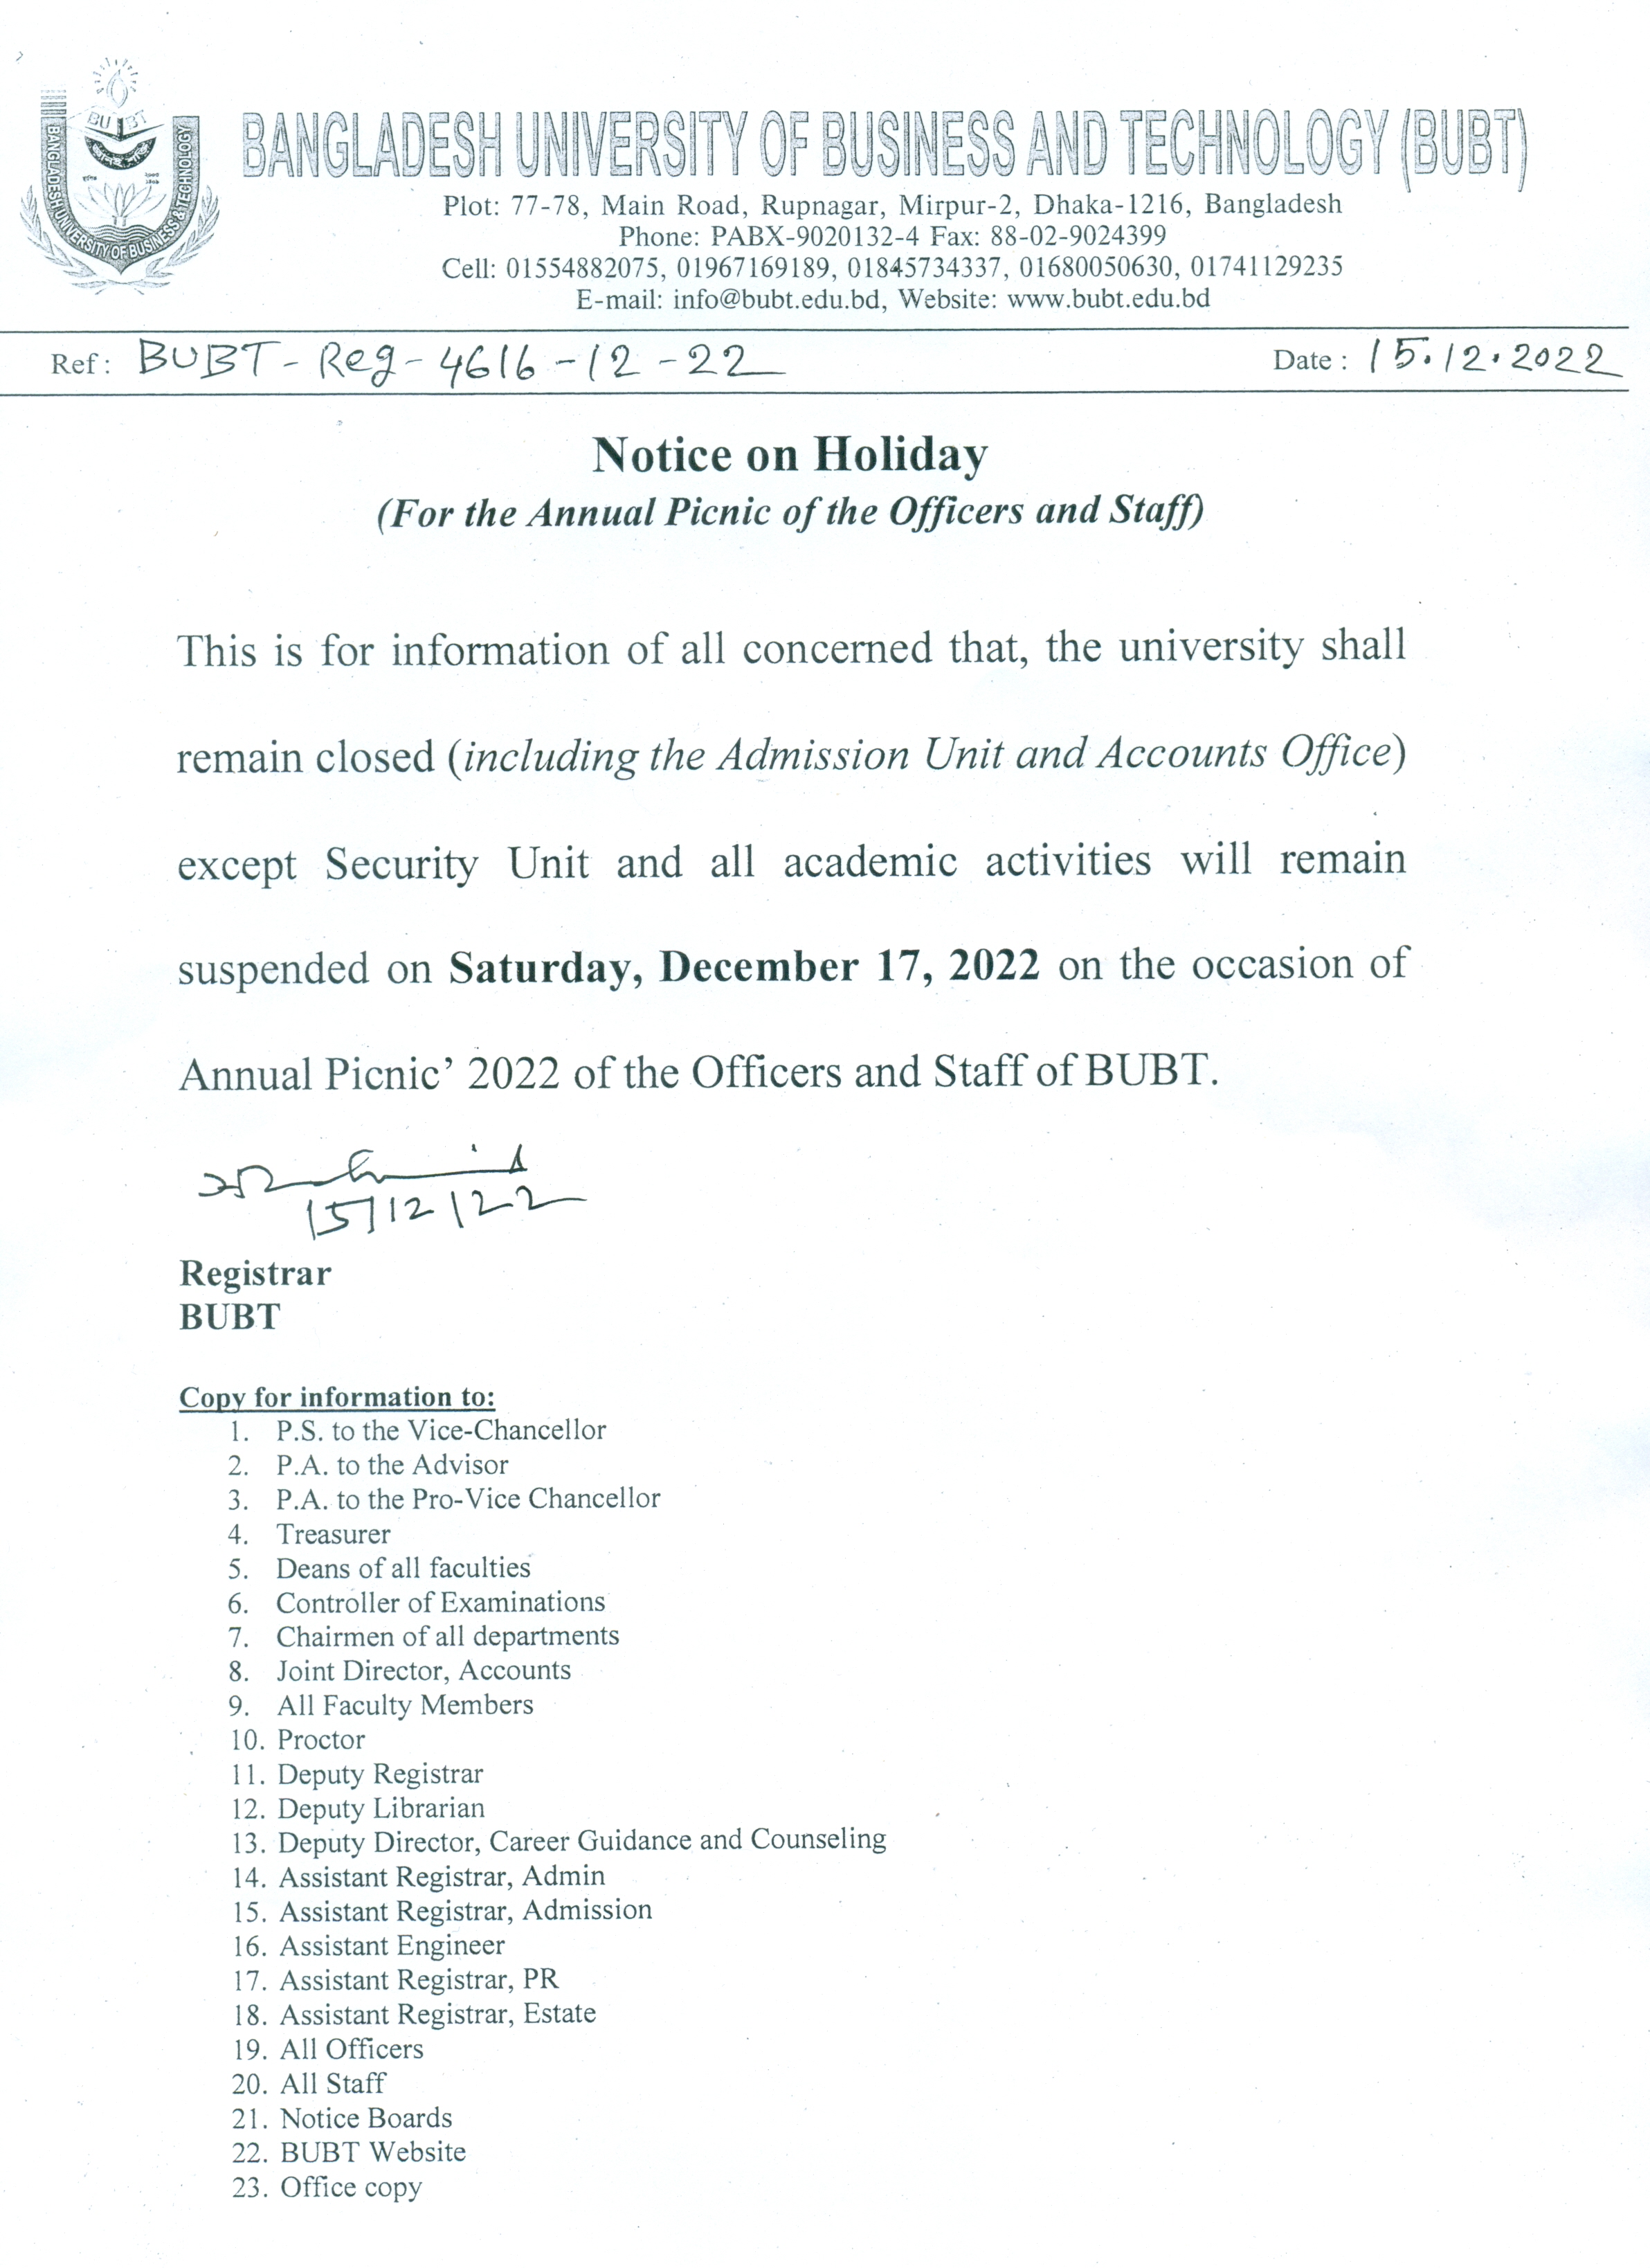 BU BT
BANGLADESH UNIVERSITY OF BUSINESS & TECHNOLOGY
BANGLADESH UNIVERSITY OF BUSINESS AND TECHNOLOGY (BUBT)
Plot: 77-78, Main Road, Rupnagar, Mirpur-2, Dhaka-1216, Bangladesh
Phone: PABX-9020132-4 Fax: 88-02-9024399
Cell: 01554882075, 01967169189, 01845734337, 01680050630, 01741129235
E-mail: info@bubt.edu.bd, Website: www.bubt.edu.bd
Ref: BUBT-Reg-4616-12-22 Date: 15.12.2022
Notice on Holiday
(For the Annual Picnic of the Officers and Staff)
This is for information of all concerned that, the university shall
remain closed (including the Admission Unit and Accounts Office)
except Security Unit and all academic activities will remain
suspended on Saturday, December 17, 2022 on the occasion of
Annual Picnic’ 2022 of the Officers and Staff of BUBT.
15/12/22
Registrar
BUBT
Copy for information to:
1. P.S. to the Vice-Chancellor
2. P.A. to the Advisor
3. P.A. to the Pro-Vice Chancellor
4. Treasurer
5. Deans of all faculties
6. Controller of Examinations
7. Chairmen of all departments
8. Joint Director, Accounts
9. All Faculty Members
10. Proctor
11. Deputy Registrar
12. Deputy Librarian
13. Deputy Director, Career Guidance and Counseling
14. Assistant Registrar, Admin
15. Assistant Registrar, Admission
16. Assistant Engineer
17. Assistant Registrar, PR
18. Assistant Registrar, Estate
19. All Officers
20. All Staff
21. Notice Boards
22. BUBT Website
23. Office copy